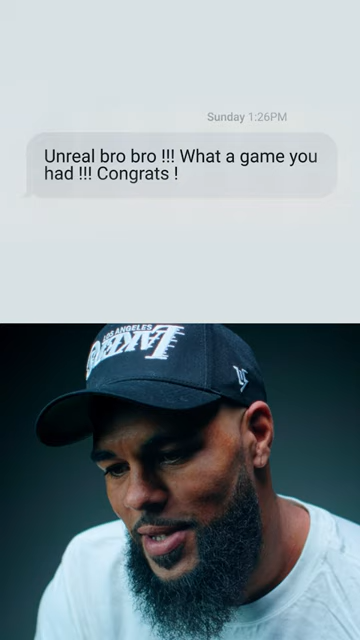 Sunday 1:26PM
Unreal bro bro !!! What a game you
had !!! Congrats !
LOS ANGELES
LAKERS